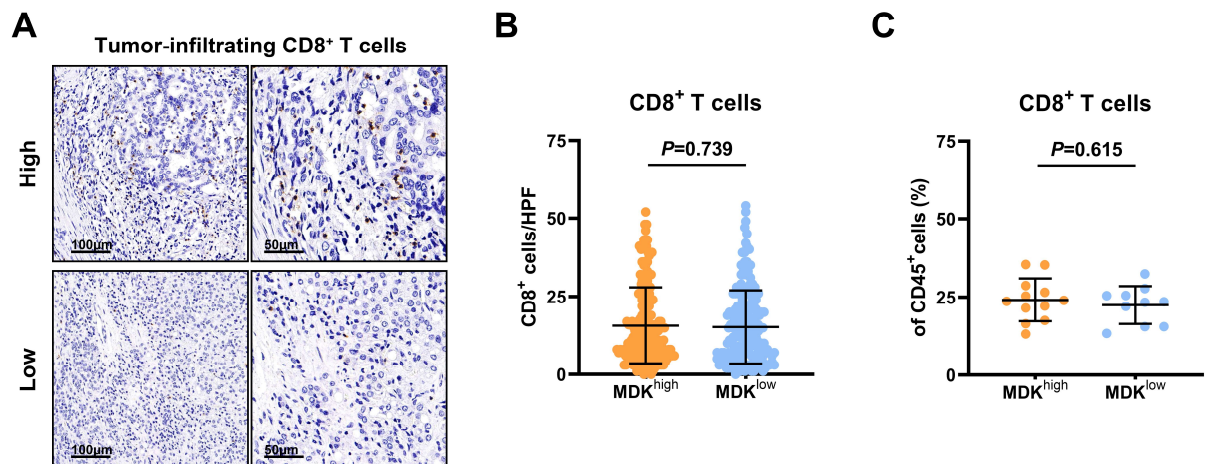 A
Tumor-infiltrating CD8⁺ T cells
High
100μm
50μm
Low
100μm
50μm
B
CD8⁺ T cells
P=0.739
CD8⁺ cells/HPF
75
50
25
0
MDKhigh
MDKlow
C
CD8⁺ T cells
P=0.615
of CD45⁺cells (%)
75
50
25
0
MDKhigh
MDKlow